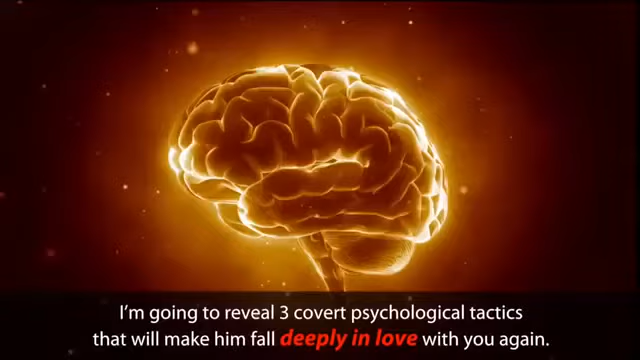 I'm going to reveal 3 covert psychological tactics
that will make him fall deeply in love with you again.